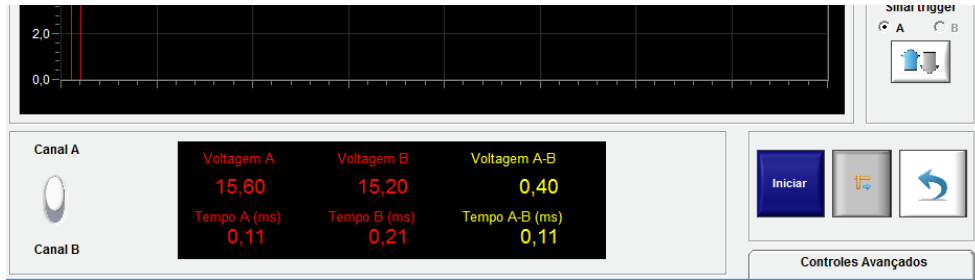 Sinal trigger
A B
2,0
0,0
Canal A
Canal B
Voltagem A Voltagem B Voltagem A-B
15,60 15,20 0,40
Tempo A (ms) Tempo B (ms) Tempo A-B (ms)
0,11 0,21 0,11
Iniciar
Controles Avançados